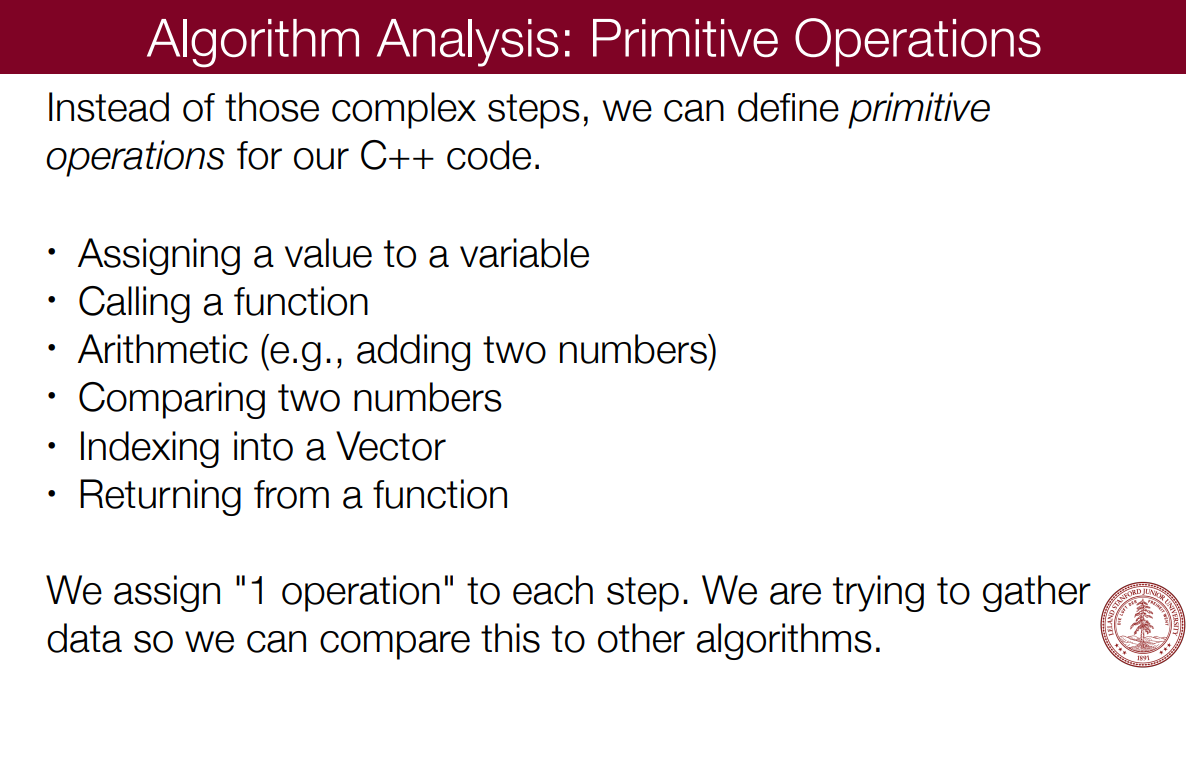 Algorithm Analysis: Primitive Operations
Instead of those complex steps, we can define primitive
operations for our C++ code.
• Assigning a value to a variable
• Calling a function
• Arithmetic (e.g., adding two numbers)
• Comparing two numbers
• Indexing into a Vector
• Returning from a function
We assign "1 operation" to each step. We are trying to gather
data so we can compare this to other algorithms.
LELAND STANFORD JUNIOR UNIVERSITY
1891